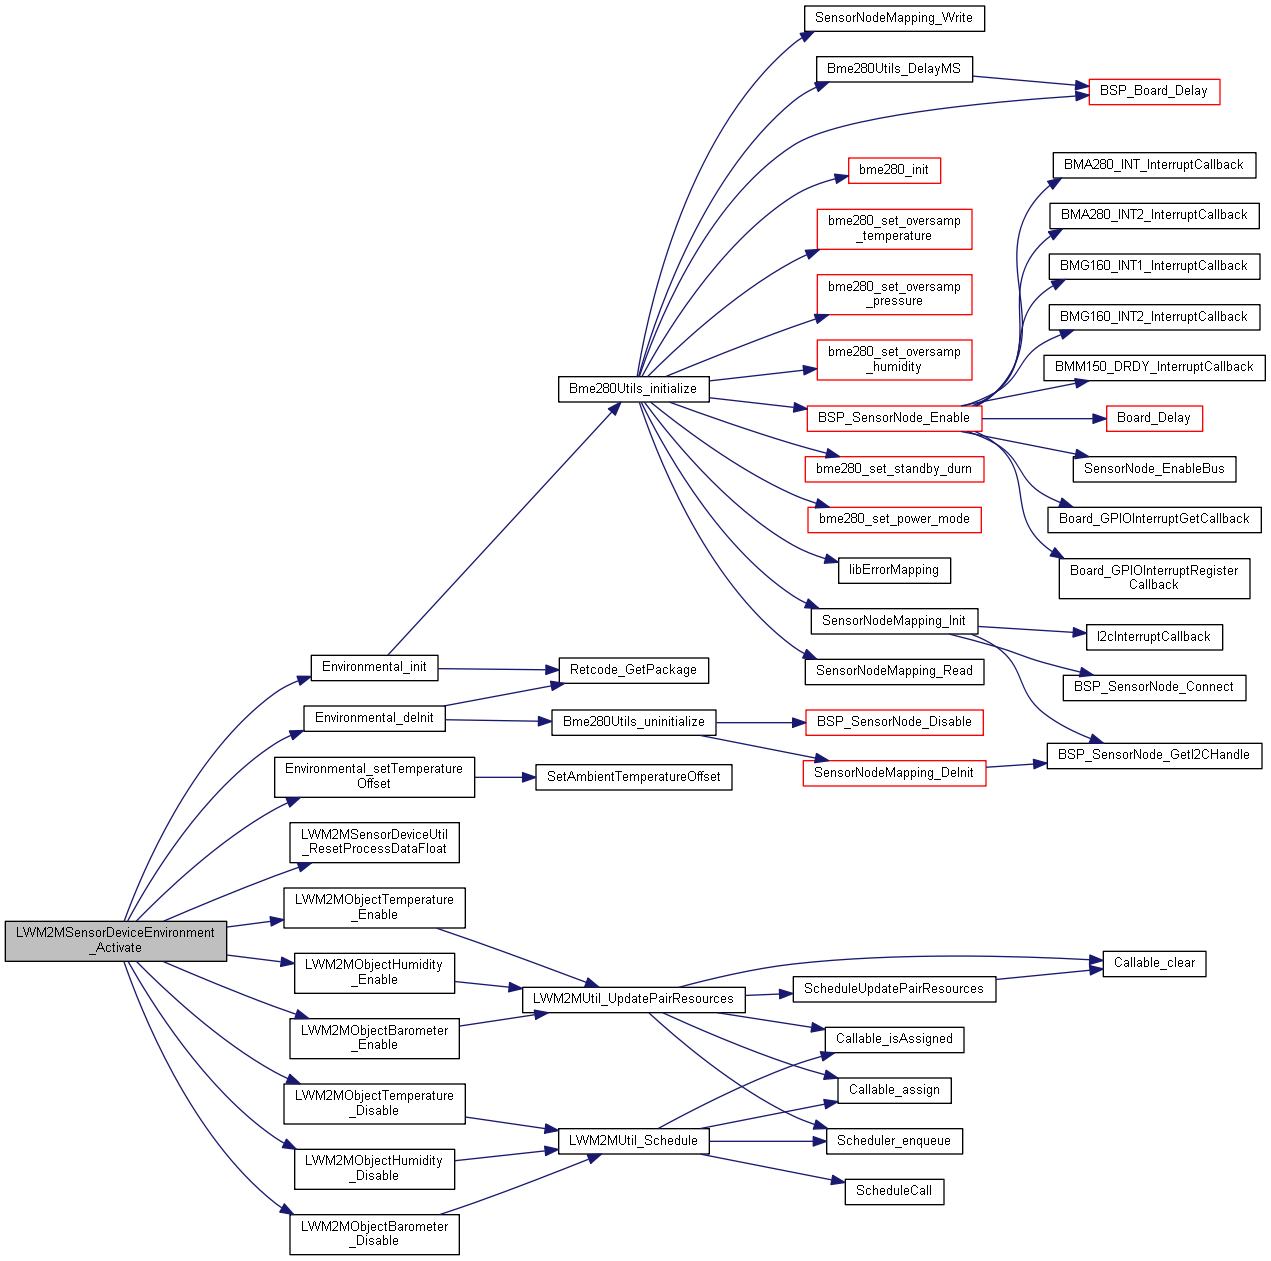 SensorNodeMapping_Write
Bme280Utils_DelayMS
BSP_Board_Delay
bme280_init
BMA280_INT_InterruptCallback
bme280_set_oversamp
_temperature
BMA280_INT2_InterruptCallback
BMG160_INT1_InterruptCallback
bme280_set_oversamp
_pressure
BMG160_INT2_InterruptCallback
bme280_set_oversamp
_humidity
BMM150_DRDY_InterruptCallback
Bme280Utils_initialize
BSP_SensorNode_Enable
Board_Delay
bme280_set_standby_durn
SensorNode_EnableBus
bme280_set_power_mode
Board_GPIOInterruptGetCallback
libErrorMapping
Board_GPIOInterruptRegister
Callback
SensorNodeMapping_Init
I2cInterruptCallback
Environmental_init
Retcode_GetPackage
SensorNodeMapping_Read
BSP_SensorNode_Connect
Environmental_deInit
Bme280Utils_uninitialize
BSP_SensorNode_Disable
BSP_SensorNode_GetI2CHandle
Environmental_setTemperature
Offset
SetAmbientTemperatureOffset
SensorNodeMapping_DeInit
LWM2MSensorDeviceUtil
_ResetProcessDataFloat
LWM2MObjectTemperature
_Enable
LWM2MSensorDeviceEnvironment
_Activate
LWM2MObjectHumidity
_Enable
Callable_clear
LWM2MUtil_UpdatePairResources
ScheduleUpdatePairResources
LWM2MObjectBarometer
_Enable
Callable_isAssigned
LWM2MObjectTemperature
_Disable
Callable_assign
LWM2MUtil_Schedule
Scheduler_enqueue
LWM2MObjectHumidity
_Disable
ScheduleCall
LWM2MObjectBarometer
_Disable